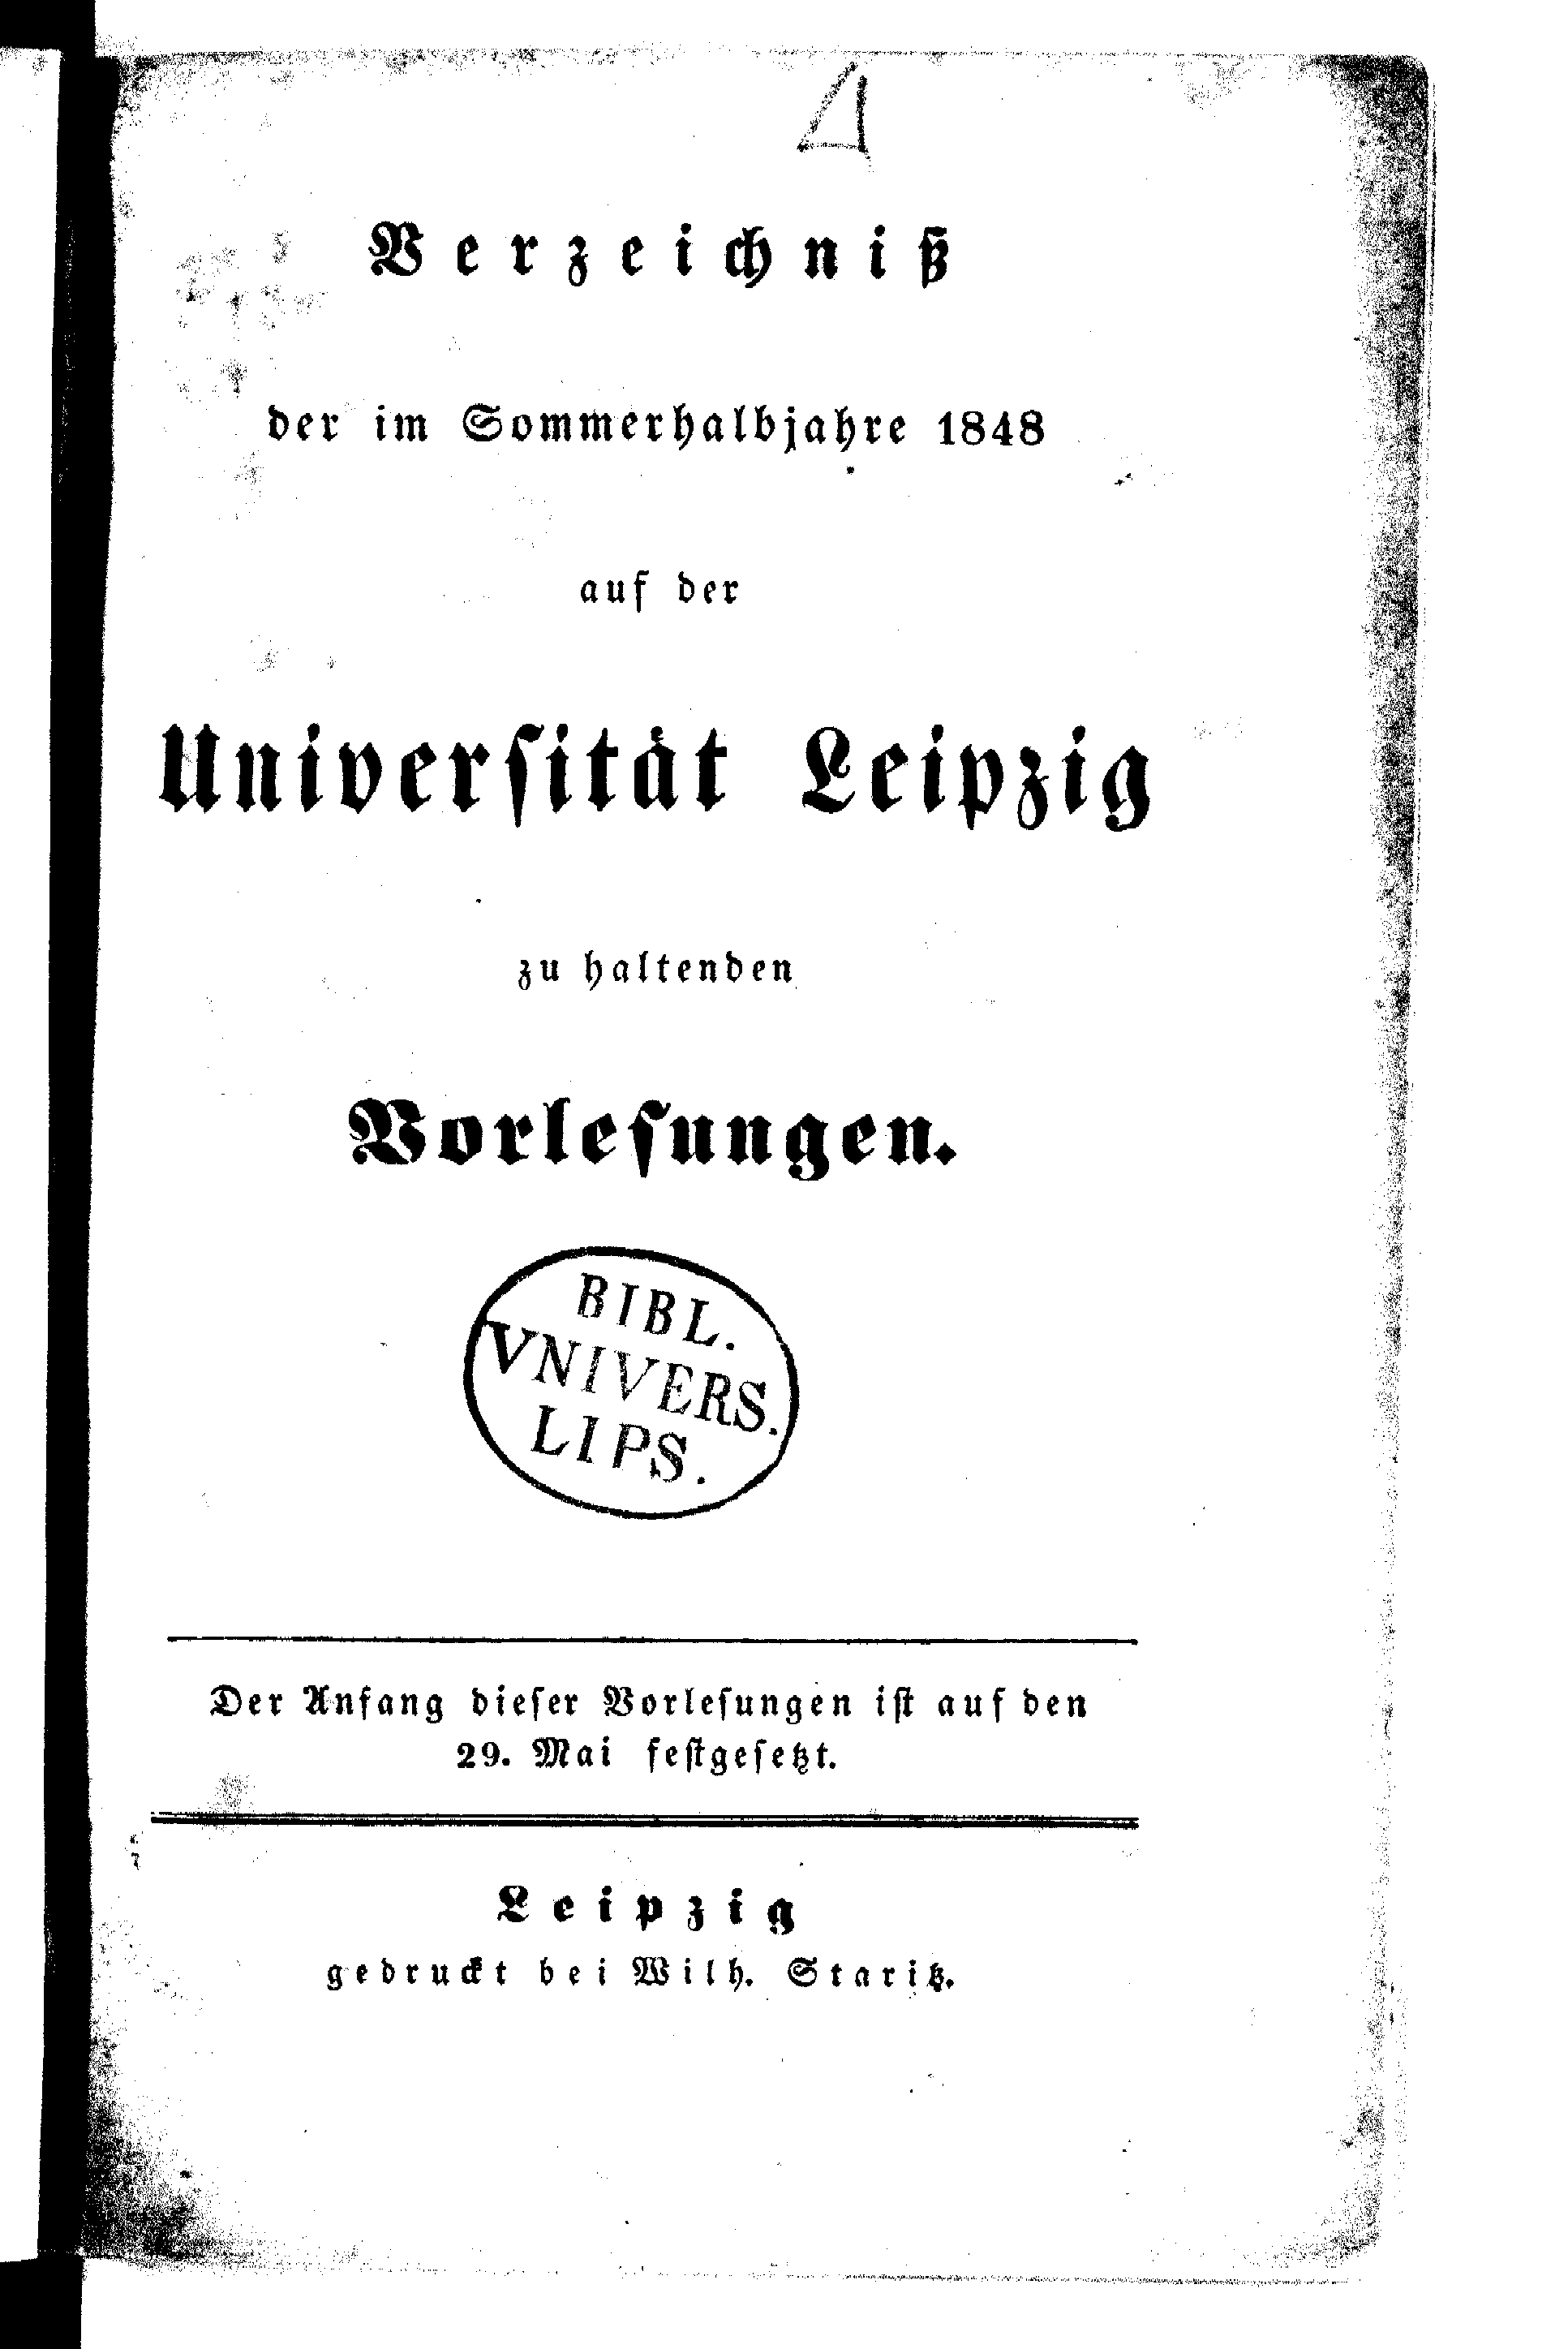 Verzeichniß
der im Sommerhalbjahre 1848
auf der
Universität Leipzig
zu haltenden
Vorlesungen.
BIBL.
VNIVERS.
LIPS.
Der Anfang dieser Vorlesungen ist auf den
29. Mai festgesetzt.
Leipzig
gedruckt bei Wilh. Staritz.